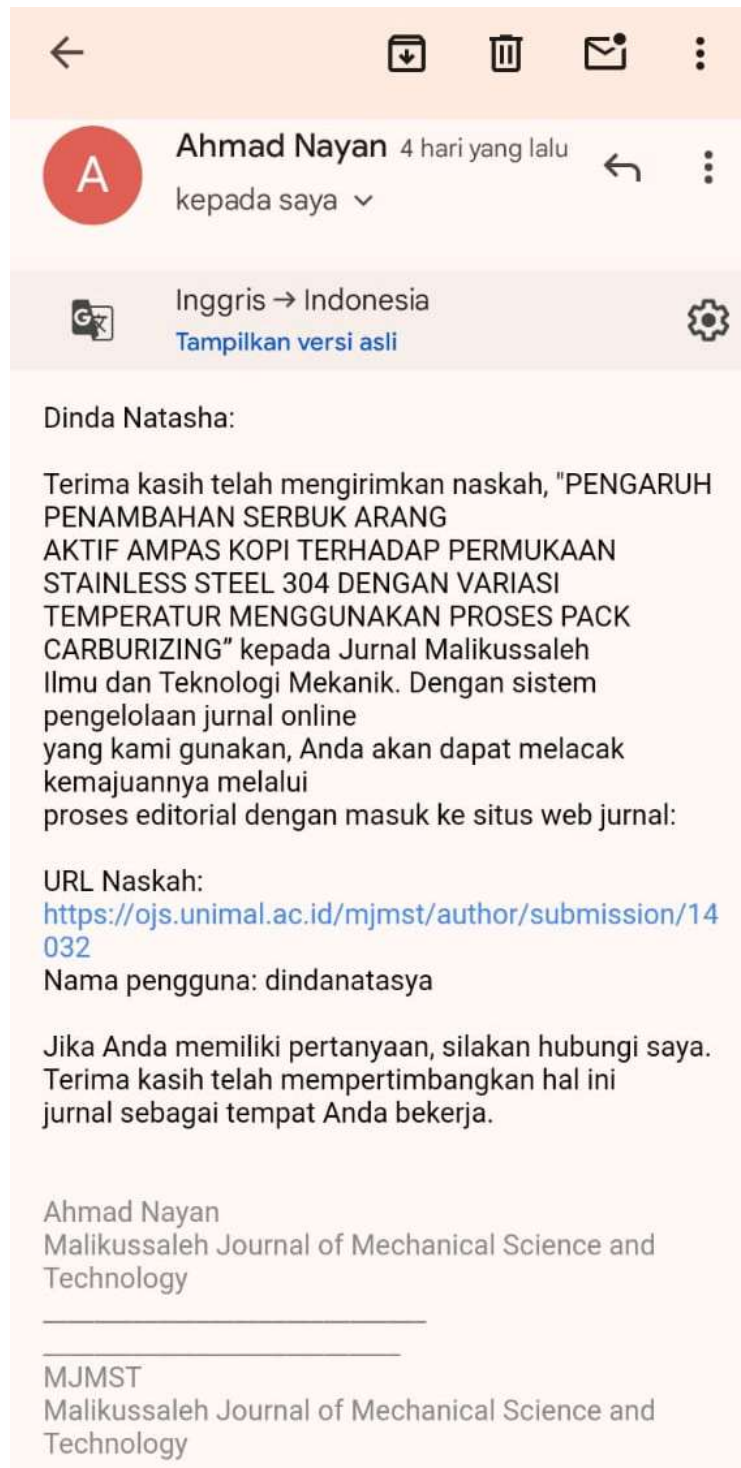 A
Ahmad Nayan 4 hari yang lalu
kepada saya
Inggris → Indonesia
Tampilkan versi asli
Dinda Natasha:
Terima kasih telah mengirimkan naskah, "PENGARUH
PENAMBAHAN SERBUK ARANG
AKTIF AMPAS KOPI TERHADAP PERMUKAAN
STAINLESS STEEL 304 DENGAN VARIASI
TEMPERATUR MENGGUNAKAN PROSES PACK
CARBURIZING” kepada Jurnal Malikussaleh
Ilmu dan Teknologi Mekanik. Dengan sistem
pengelolaan jurnal online
yang kami gunakan, Anda akan dapat melacak
kemajuannya melalui
proses editorial dengan masuk ke situs web jurnal:
URL Naskah:
https://ojs.unimal.ac.id/mjmst/author/submission/14
032
Nama pengguna: dindanatasya
Jika Anda memiliki pertanyaan, silakan hubungi saya.
Terima kasih telah mempertimbangkan hal ini
jurnal sebagai tempat Anda bekerja.
Ahmad Nayan
Malikussaleh Journal of Mechanical Science and
Technology
MJMST
Malikussaleh Journal of Mechanical Science and
Technology